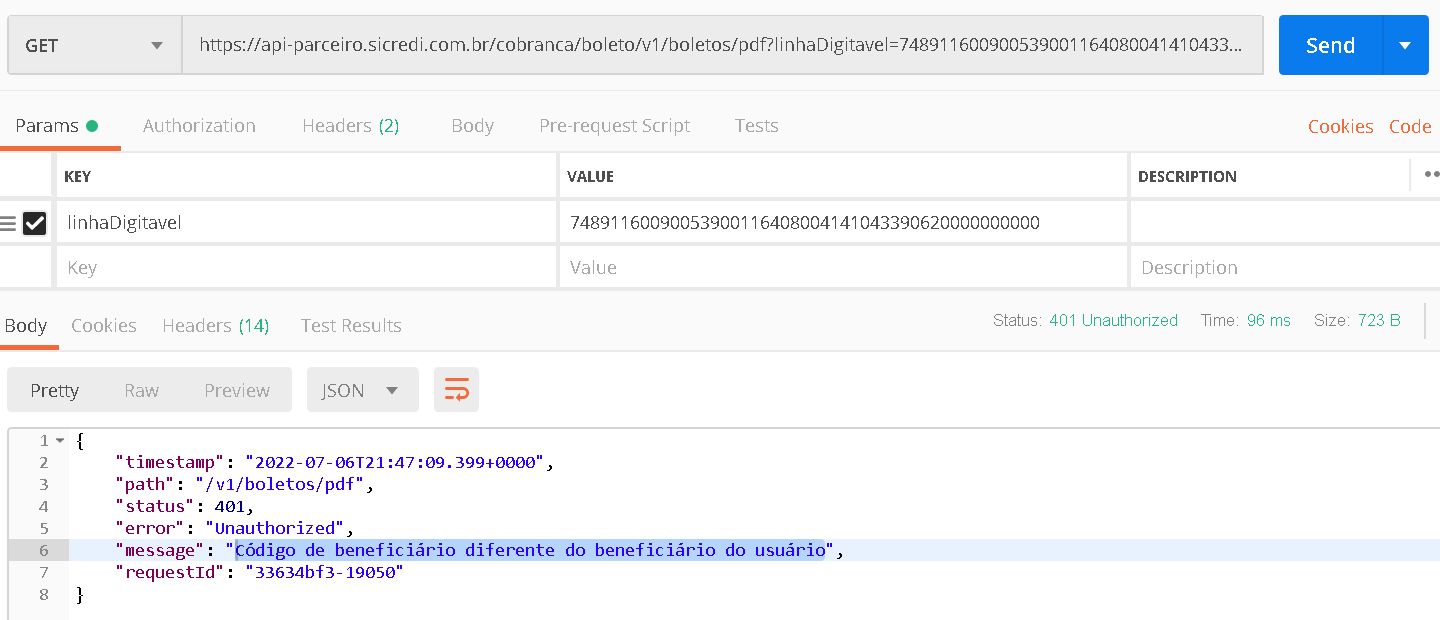 GET https://api-parceiro.sicredi.com.br/cobranca/boleto/v1/boletos/pdf?linhaDigitavel=74891160090053900116408004141043​3... Send
Params Authorization Headers (2) Body Pre-request Script Tests Cookies Code
KEY VALUE DESCRIPTION
linhaDigitavel 74891160090053900116408004141043390620000000000
Key Value Description
Body Cookies Headers (14) Test Results Status: 401 Unauthorized Time: 96 ms Size: 723 B
Pretty Raw Preview JSON
1 {
2 "timestamp": "2022-07-06T21:47:09.399+0000",
3 "path": "/v1/boletos/pdf",
4 "status": 401,
5 "error": "Unauthorized",
6 "message": "Código de beneficiário diferente do beneficiário do usuário",
7 "requestId": "33634bf3-19050"
8 }